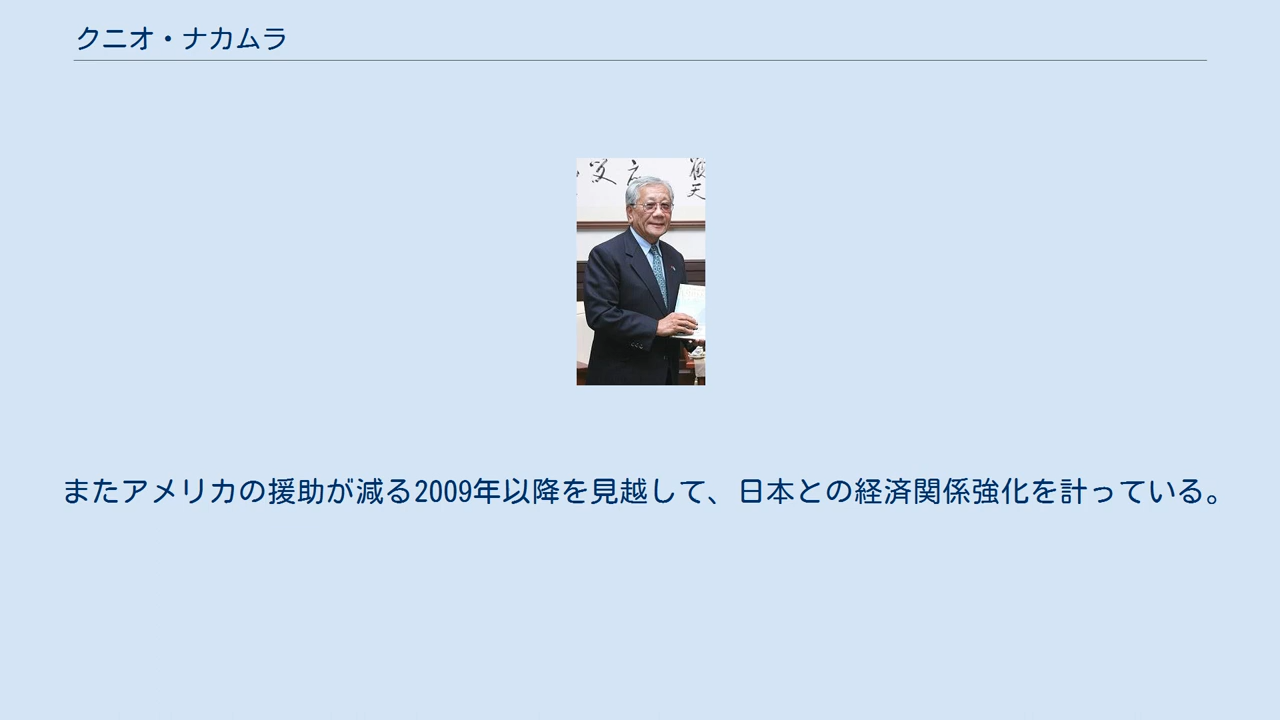 クニオ・ナカムラ
またアメリカの援助が減る2009年以降を見越して、日本との経済関係強化を計っている。